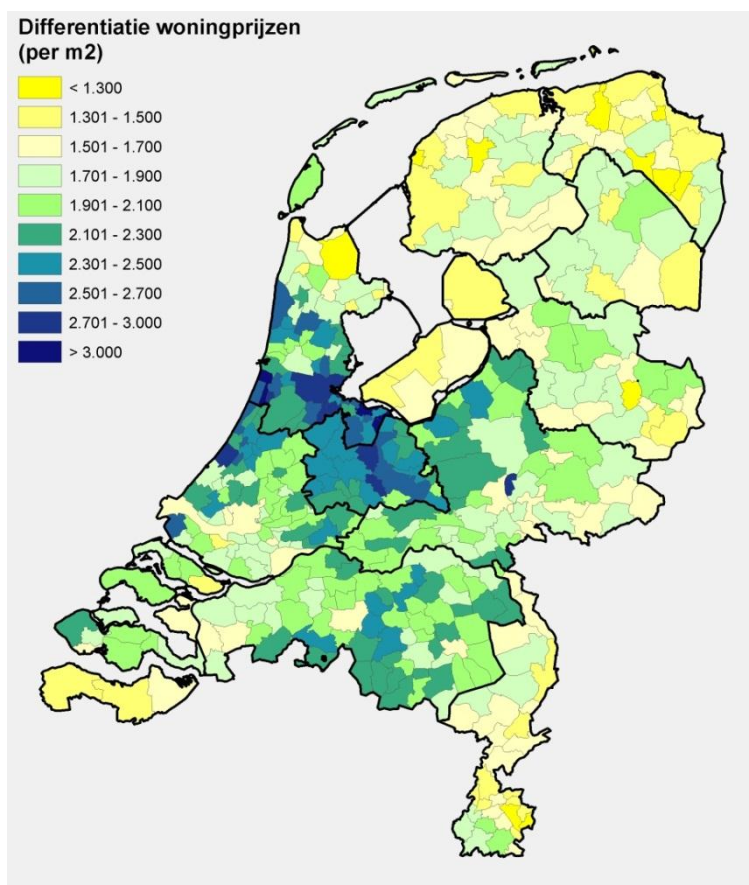 Differentiatie woningprijzen
(per m2)
< 1.300
1.301 - 1.500
1.501 - 1.700
1.701 - 1.900
1.901 - 2.100
2.101 - 2.300
2.301 - 2.500
2.501 - 2.700
2.701 - 3.000
> 3.000